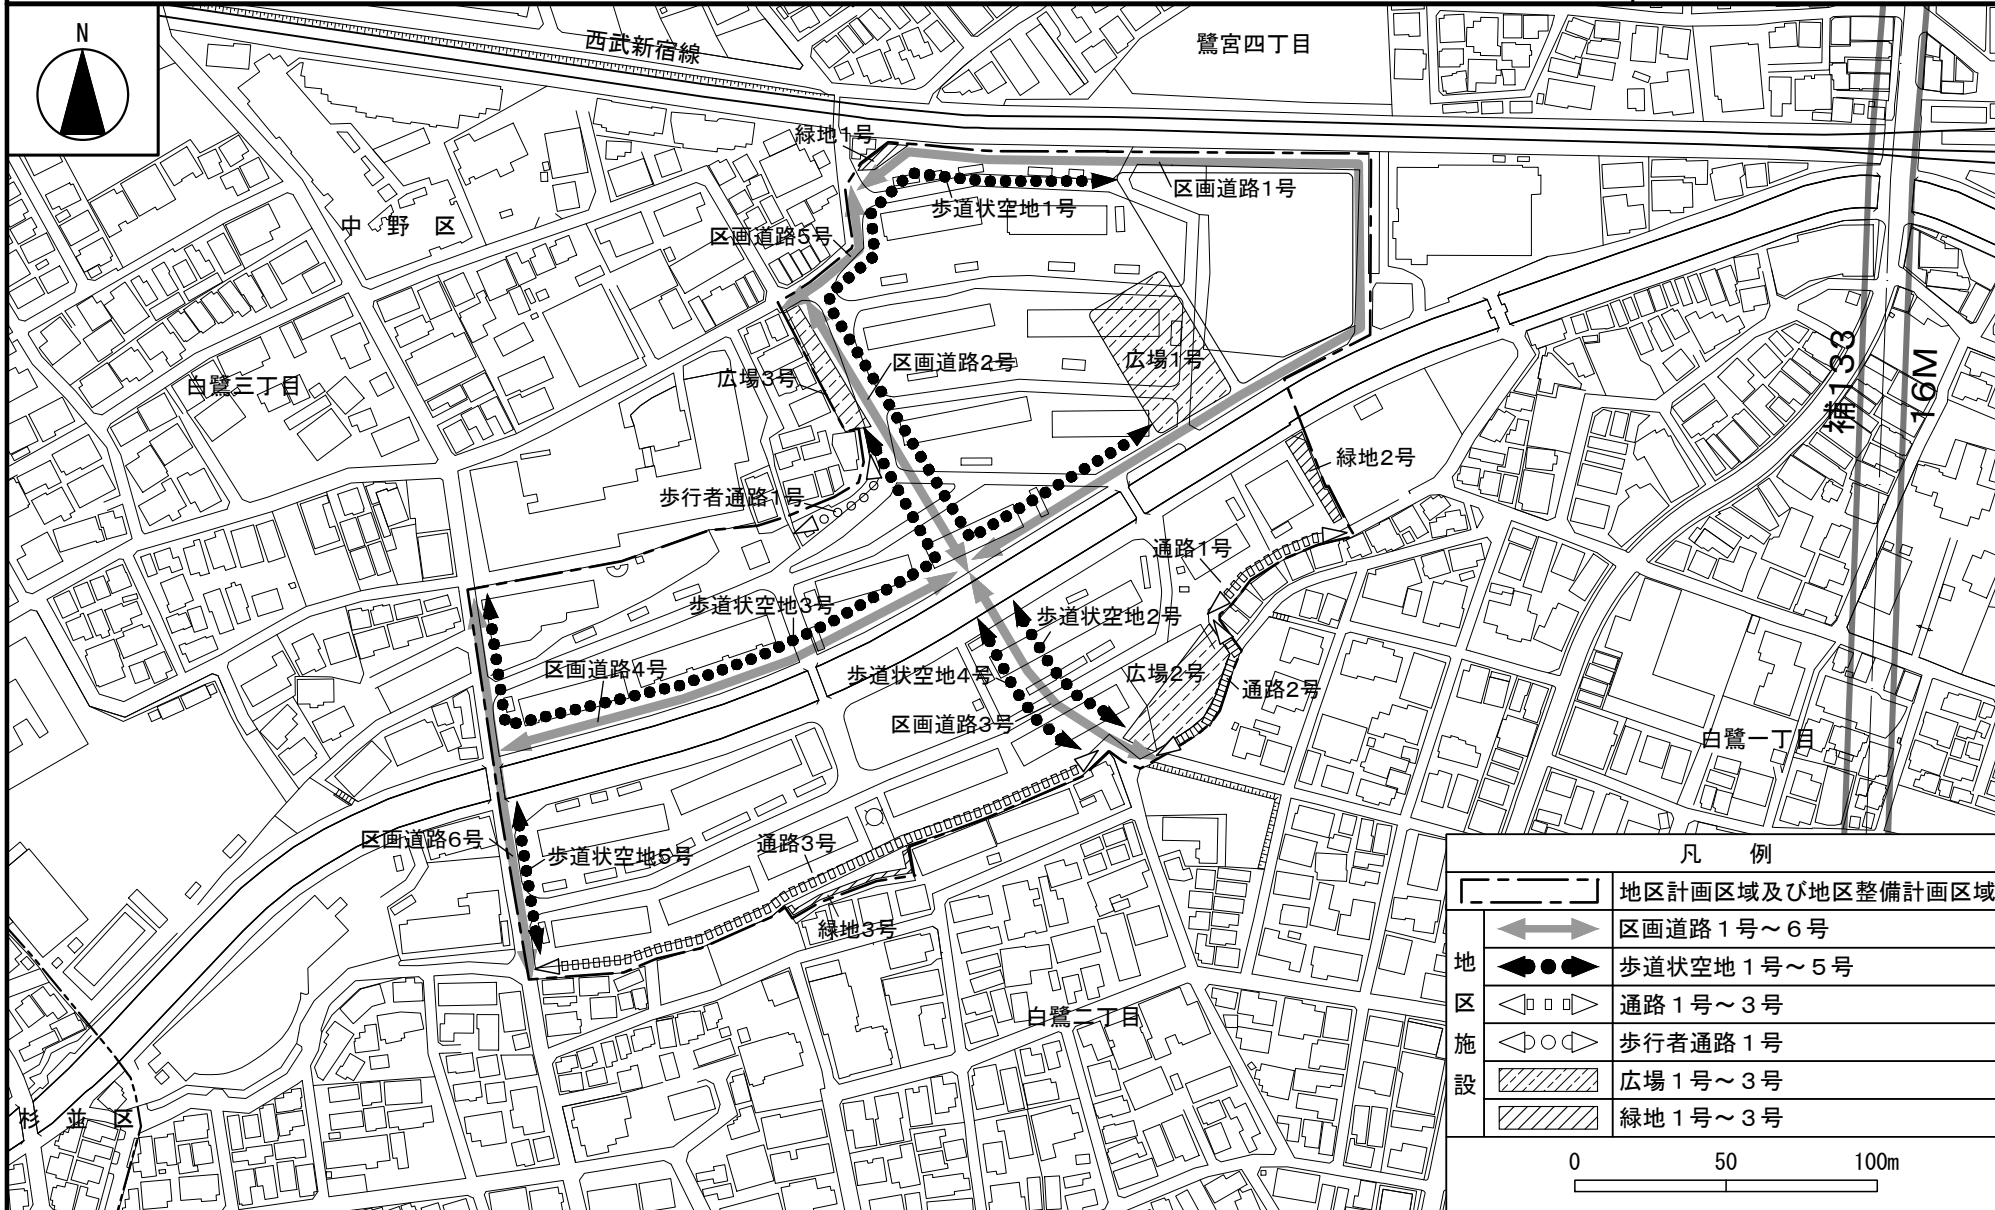 N
西武新宿線
鷺宮四丁目
緑地1号
区画道路1号
歩道状空地1号
中野区
区画道路5号
区画道路2号
広場1号
広場3号
白鷺三丁目
補133
16M
緑地2号
歩行者通路1号
通路1号
歩道状空地3号
歩道状空地2号
区画道路4号
歩道状空地4号
広場2号
通路2号
区画道路3号
白鷺一丁目
区画道路6号
歩道状空地5号
通路3号
緑地3号
白鷺二丁目
杉並区
凡例
地区計画区域及び地区整備計画区域
地区施設
区画道路1号～6号
歩道状空地1号～5号
通路1号～3号
歩行者通路1号
広場1号～3号
緑地1号～3号
0 50 100m